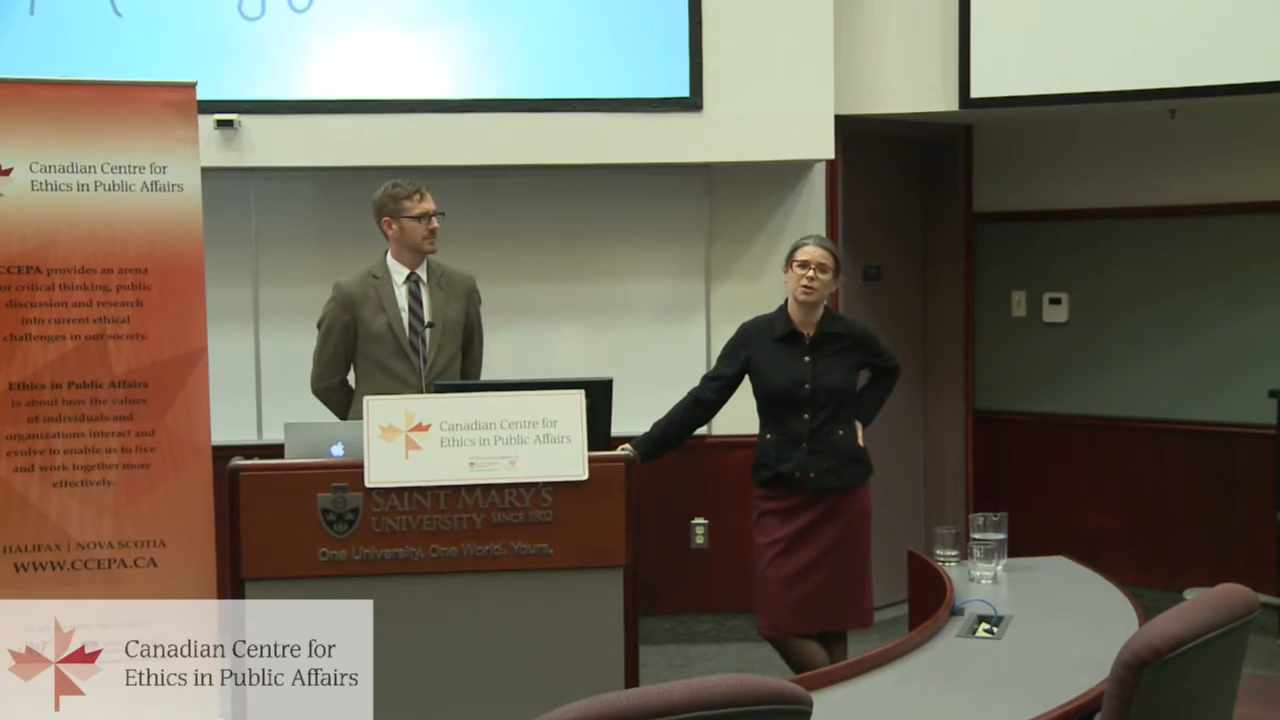 Canadian Centre for
Ethics in Public Affairs
CCEPA provides an arena
for critical thinking, public
discussion and research
into current ethical
challenges in our society.
Ethics in Public Affairs
is about how the values
of individuals and
organizations interact and
evolve to enable us to live
and work together more
effectively.
HALIFAX | NOVA SCOTIA
WWW.CCEPA.CA
Canadian Centre for
Ethics in Public Affairs
SAINT MARY'S
UNIVERSITY SINCE 1802
One University. One World. Yours.
Canadian Centre for
Ethics in Public Affairs